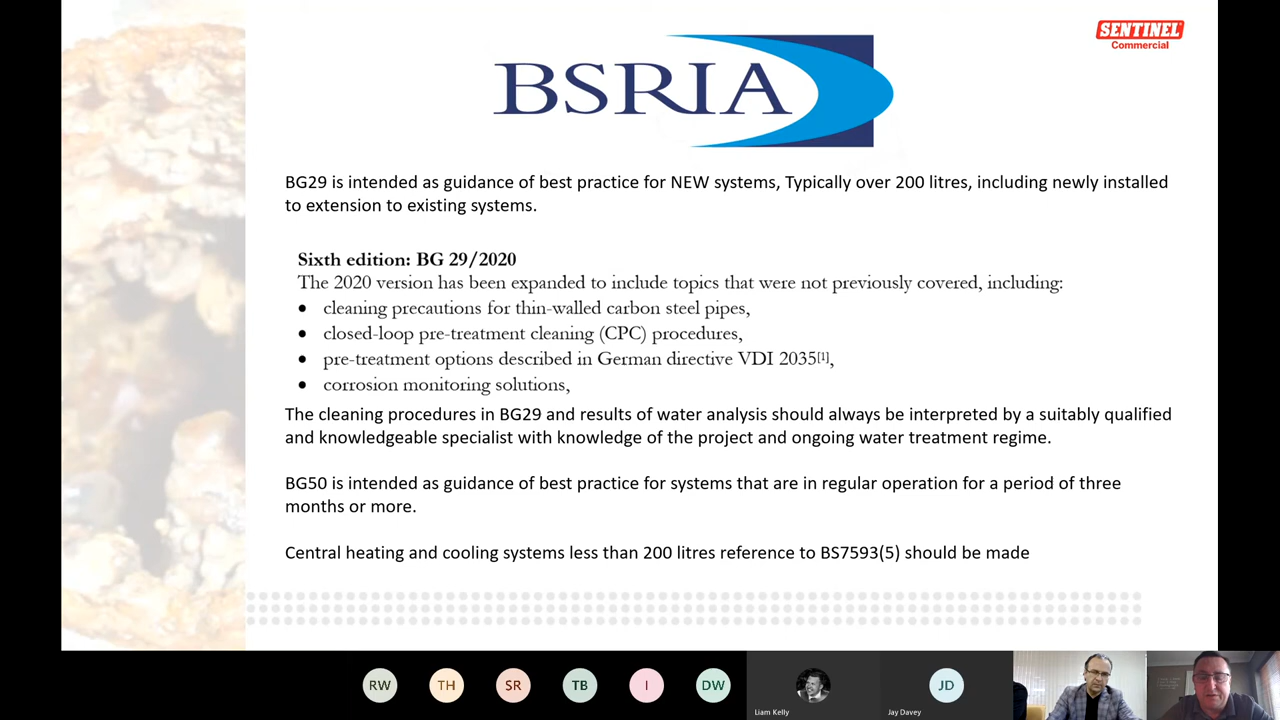 SENTINEL
Commercial
BSRIA
BG29 is intended as guidance of best practice for NEW systems, Typically over 200 litres, including newly installed
to extension to existing systems.
Sixth edition: BG 29/2020
The 2020 version has been expanded to include topics that were not previously covered, including:
• cleaning precautions for thin-walled carbon steel pipes,
• closed-loop pre-treatment cleaning (CPC) procedures,
• pre-treatment options described in German directive VDI 2035[1],
• corrosion monitoring solutions,
The cleaning procedures in BG29 and results of water analysis should always be interpreted by a suitably qualified
and knowledgeable specialist with knowledge of the project and ongoing water treatment regime.
BG50 is intended as guidance of best practice for systems that are in regular operation for a period of three
months or more.
Central heating and cooling systems less than 200 litres reference to BS7593(5) should be made
RW TH SR TB I DW JD
Liam Kelly Jay Davey